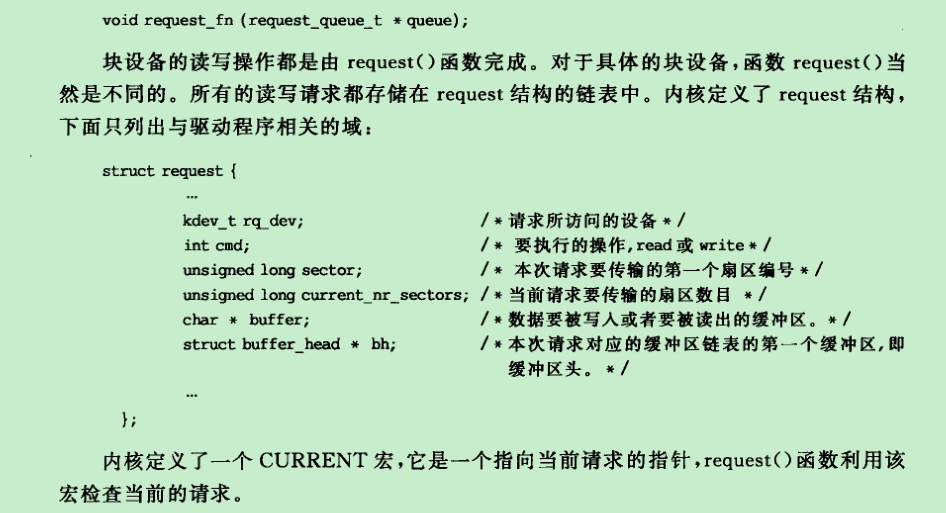 void request_fn (request_queue_t * queue);
块设备的读写操作都是由 request()函数完成。对于具体的块设备,函数 request()当
然是不同的。所有的读写请求都存储在 request 结构的链表中。内核定义了 request 结构,
下面只列出与驱动程序相关的域:
struct request {
…
kdev_t rq_dev; /* 请求所访问的设备 */
int cmd; /* 要执行的操作,read 或 write */
unsigned long sector; /* 本次请求要传输的第一个扇区编号 */
unsigned long current_nr_sectors; /* 当前请求要传输的扇区数目 */
char * buffer; /* 数据要被写入或者要被读出的缓冲区。*/
struct buffer_head * bh; /* 本次请求对应的缓冲区链表的第一个缓冲区,即
缓冲区头。 */
…
};
内核定义了一个 CURRENT 宏,它是一个指向当前请求的指针,request()函数利用该
宏检查当前的请求。